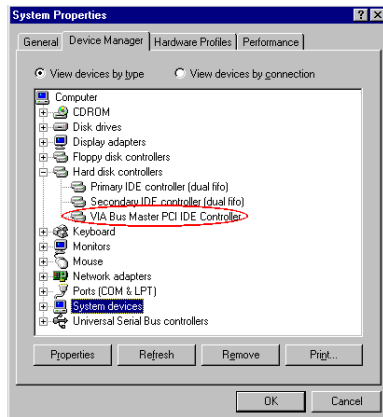 System Properties
General Device Manager Hardware Profiles Performance
View devices by type View devices by connection
Computer
CDROM
Disk drives
Display adapters
Floppy disk controllers
Hard disk controllers
Primary IDE controller (dual fifo)
Secondary IDE controller (dual fifo)
VIA Bus Master PCI IDE Controller
Keyboard
Monitors
Mouse
Network adapters
Ports (COM & LPT)
System devices
Universal Serial Bus controllers
Properties Refresh Remove Print...
OK Cancel